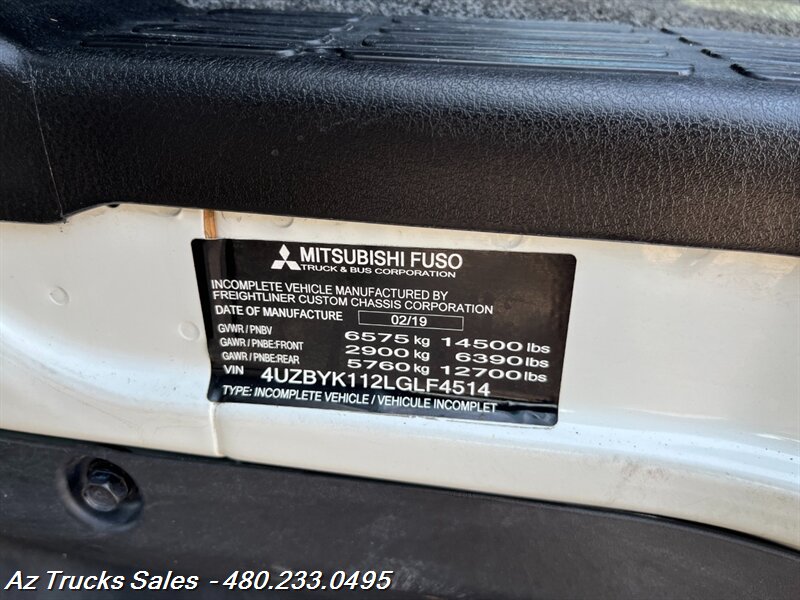 MITSUBISHI FUSO
TRUCK & BUS CORPORATION
INCOMPLETE VEHICLE MANUFACTURED BY
FREIGHTLINER CUSTOM CHASSIS CORPORATION
DATE OF MANUFACTURE 02/19
GVWR / PNBV 6575 kg 14500 lbs
GAWR / PNBE:FRONT 2900 kg 6390 lbs
GAWR / PNBE:REAR 5760 kg 12700 lbs
VIN 4UZBYK112LGLF4514
TYPE: INCOMPLETE VEHICLE / VEHICULE INCOMPLET
Az Trucks Sales - 480.233.0495